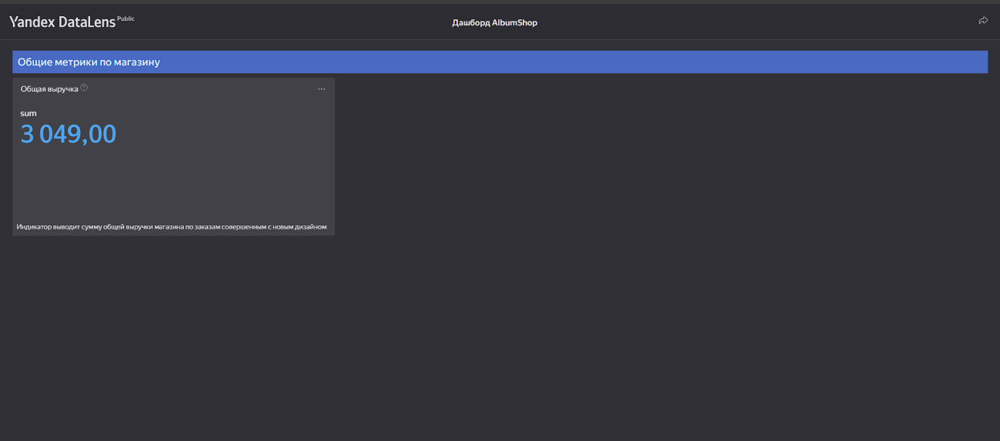 Yandex DataLens Public
Дашборд AlbumShop
Общие метрики по магазину
Общая выручка
sum
3 049,00
Индикатор выводит сумму общей выручки магазина по заказам совершенным с новым дизайном